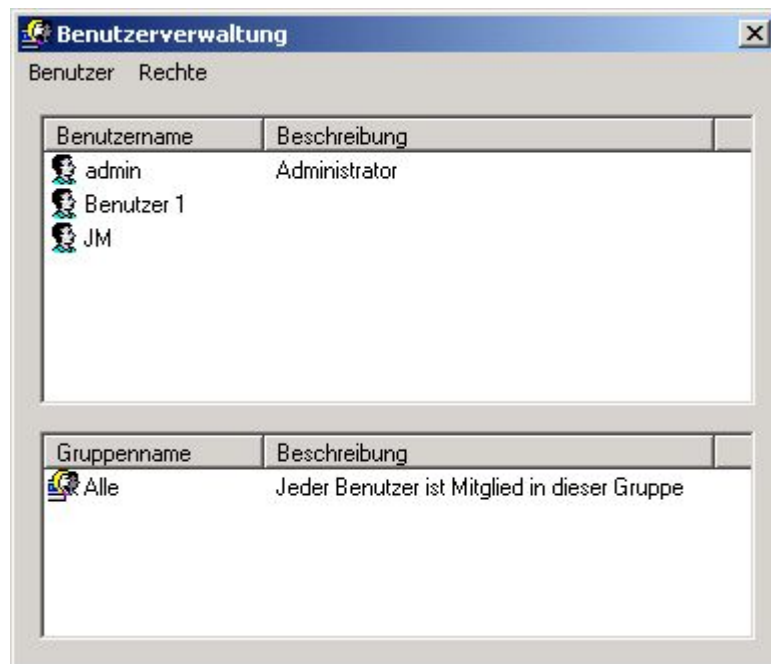 Benutzerverwaltung
Benutzer Rechte
Benutzername Beschreibung
admin Administrator
Benutzer 1
JM
Gruppenname Beschreibung
Alle Jeder Benutzer ist Mitglied in dieser Gruppe